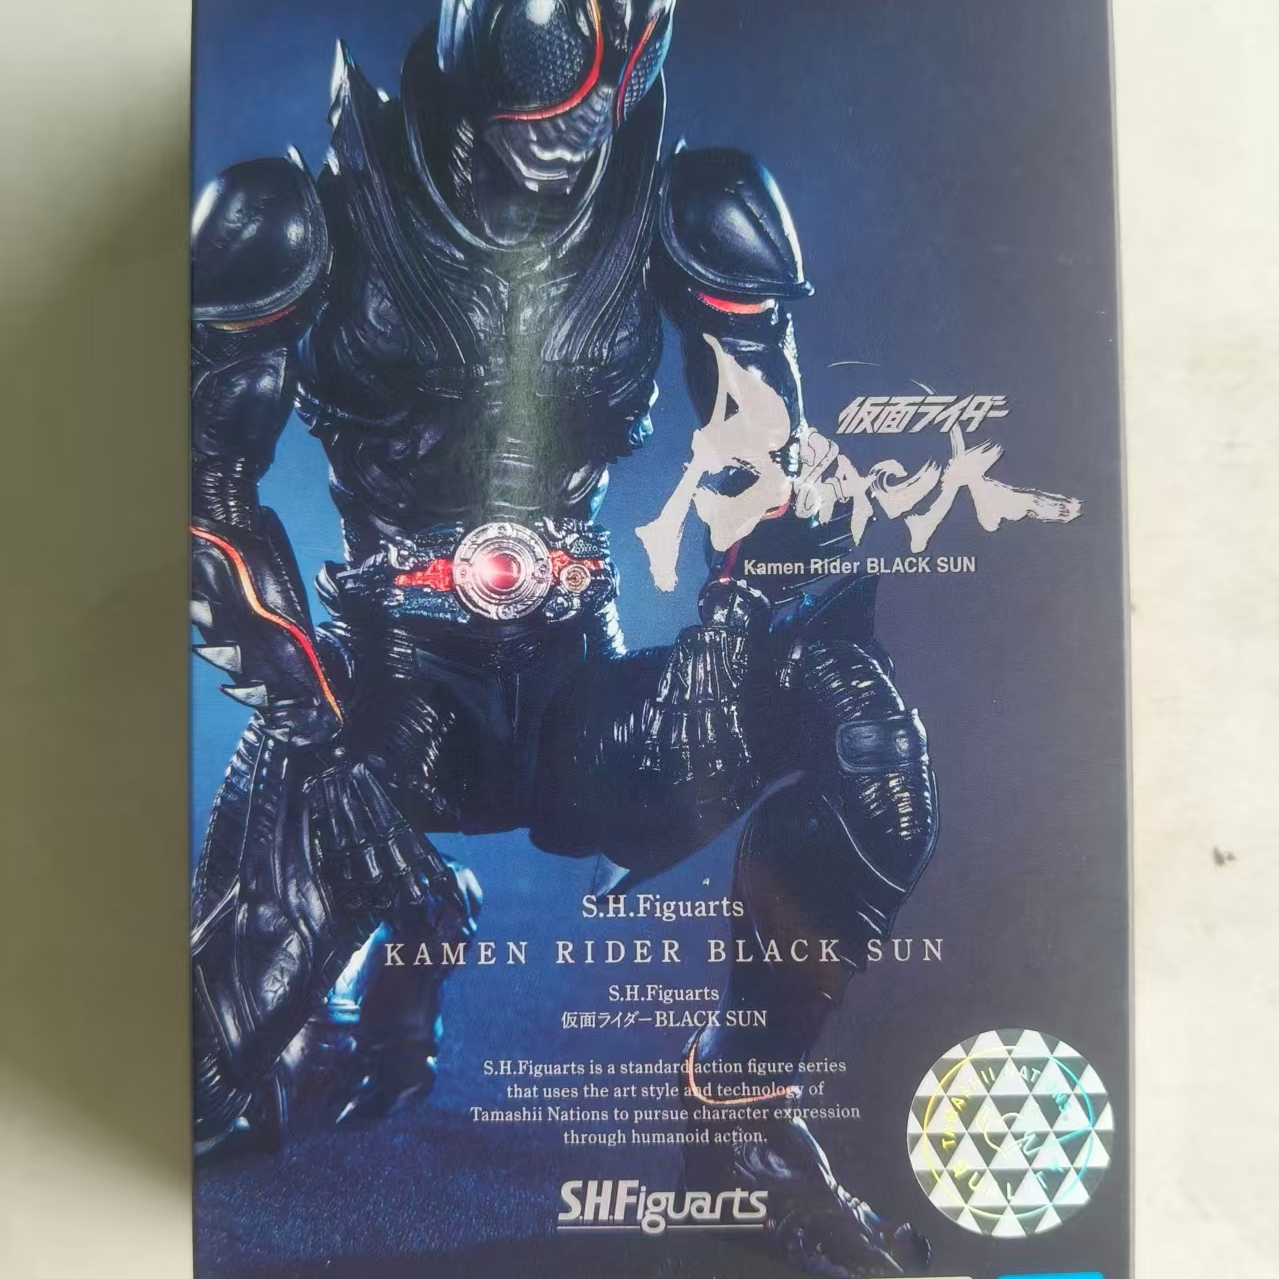 仮面ライダー
BLACK
Kamen Rider BLACK SUN
S.H.Figuarts
KAMEN RIDER BLACK SUN
S.H.Figuarts
仮面ライダーBLACK SUN
S.H.Figuarts is a standard action figure series
that uses the art style and technology of
Tamashii Nations to pursue character expression
through humanoid action.
S.H.Figuarts
TAMASHII NATIONS